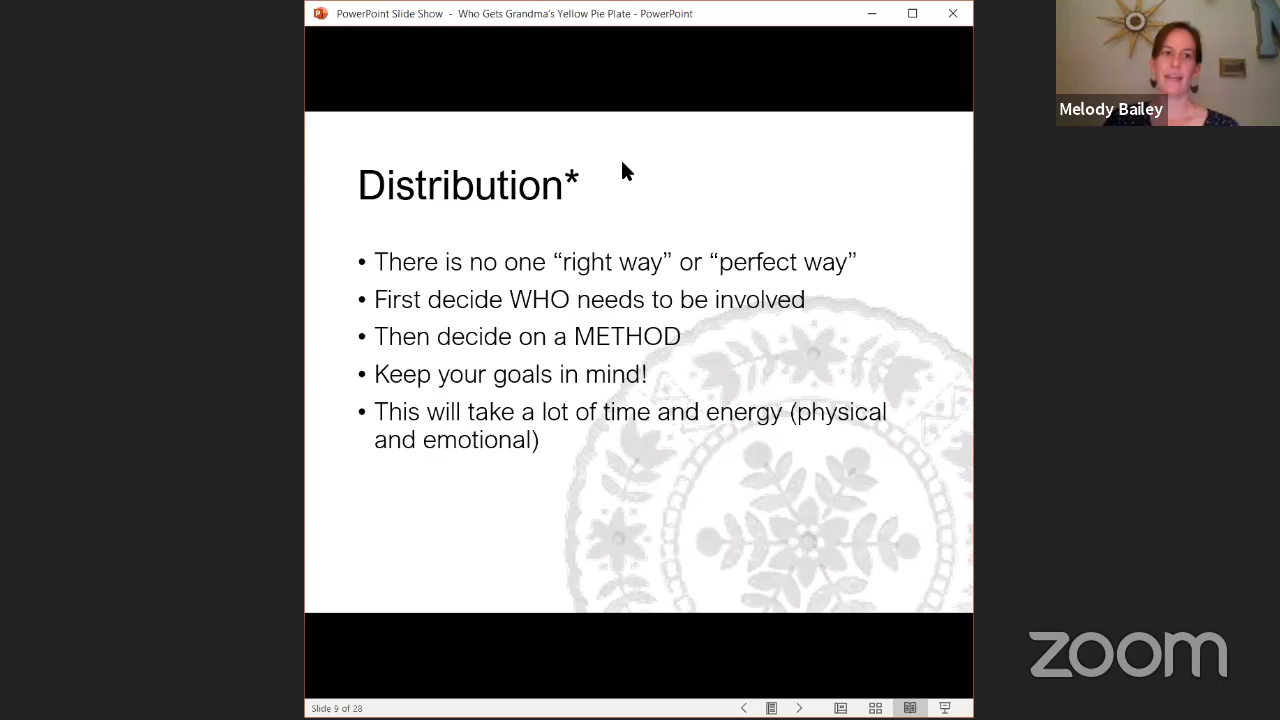 PowerPoint Slide Show - Who Gets Grandma's Yellow Pie Plate - PowerPoint
Melody Bailey
Distribution*
• There is no one “right way” or “perfect way”
• First decide WHO needs to be involved
• Then decide on a METHOD
• Keep your goals in mind!
• This will take a lot of time and energy (physical
and emotional)
zoom
Slide 9 of 28